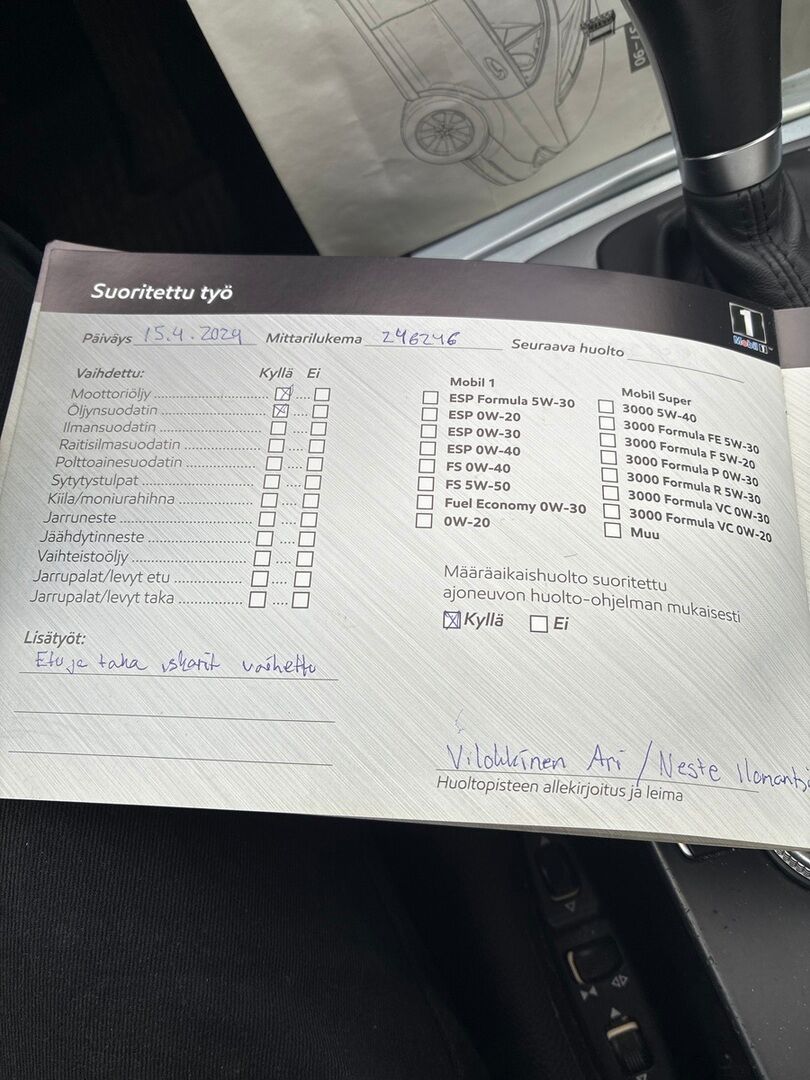 06-75
Suoritettu työ
1
Mobil 1
Päiväys 15.4.2024 Mittarilukema 246246 Seuraava huolto
Vaihdettu: Kyllä Ei
Moottoriöljy
Öljynsuodatin
Ilmansuodatin
Raitisilmasuodatin
Polttoainesuodatin
Sytytystulpat
Kiila/moniurahihna
Jarruneste
Jäähdytinneste
Vaihteistoöljy
Jarrupalat/levyt etu
Jarrupalat/levyt taka
Lisätyöt:
Etu ja taka iskarit vaihettu
Mobil 1
ESP Formula 5W-30
ESP 0W-20
ESP 0W-30
ESP 0W-40
FS 0W-40
FS 5W-50
Fuel Economy 0W-30
0W-20
Mobil Super
3000 5W-40
3000 Formula FE 5W-30
3000 Formula F 5W-20
3000 Formula P 0W-30
3000 Formula R 5W-30
3000 Formula VC 0W-30
3000 Formula VC 0W-20
Muu
Määräaikaishuolto suoritettu
ajoneuvon huolto-ohjelman mukaisesti
Kyllä Ei
Vilokkinen Ari / Neste Ilomantsi
Huoltopisteen allekirjoitus ja leima